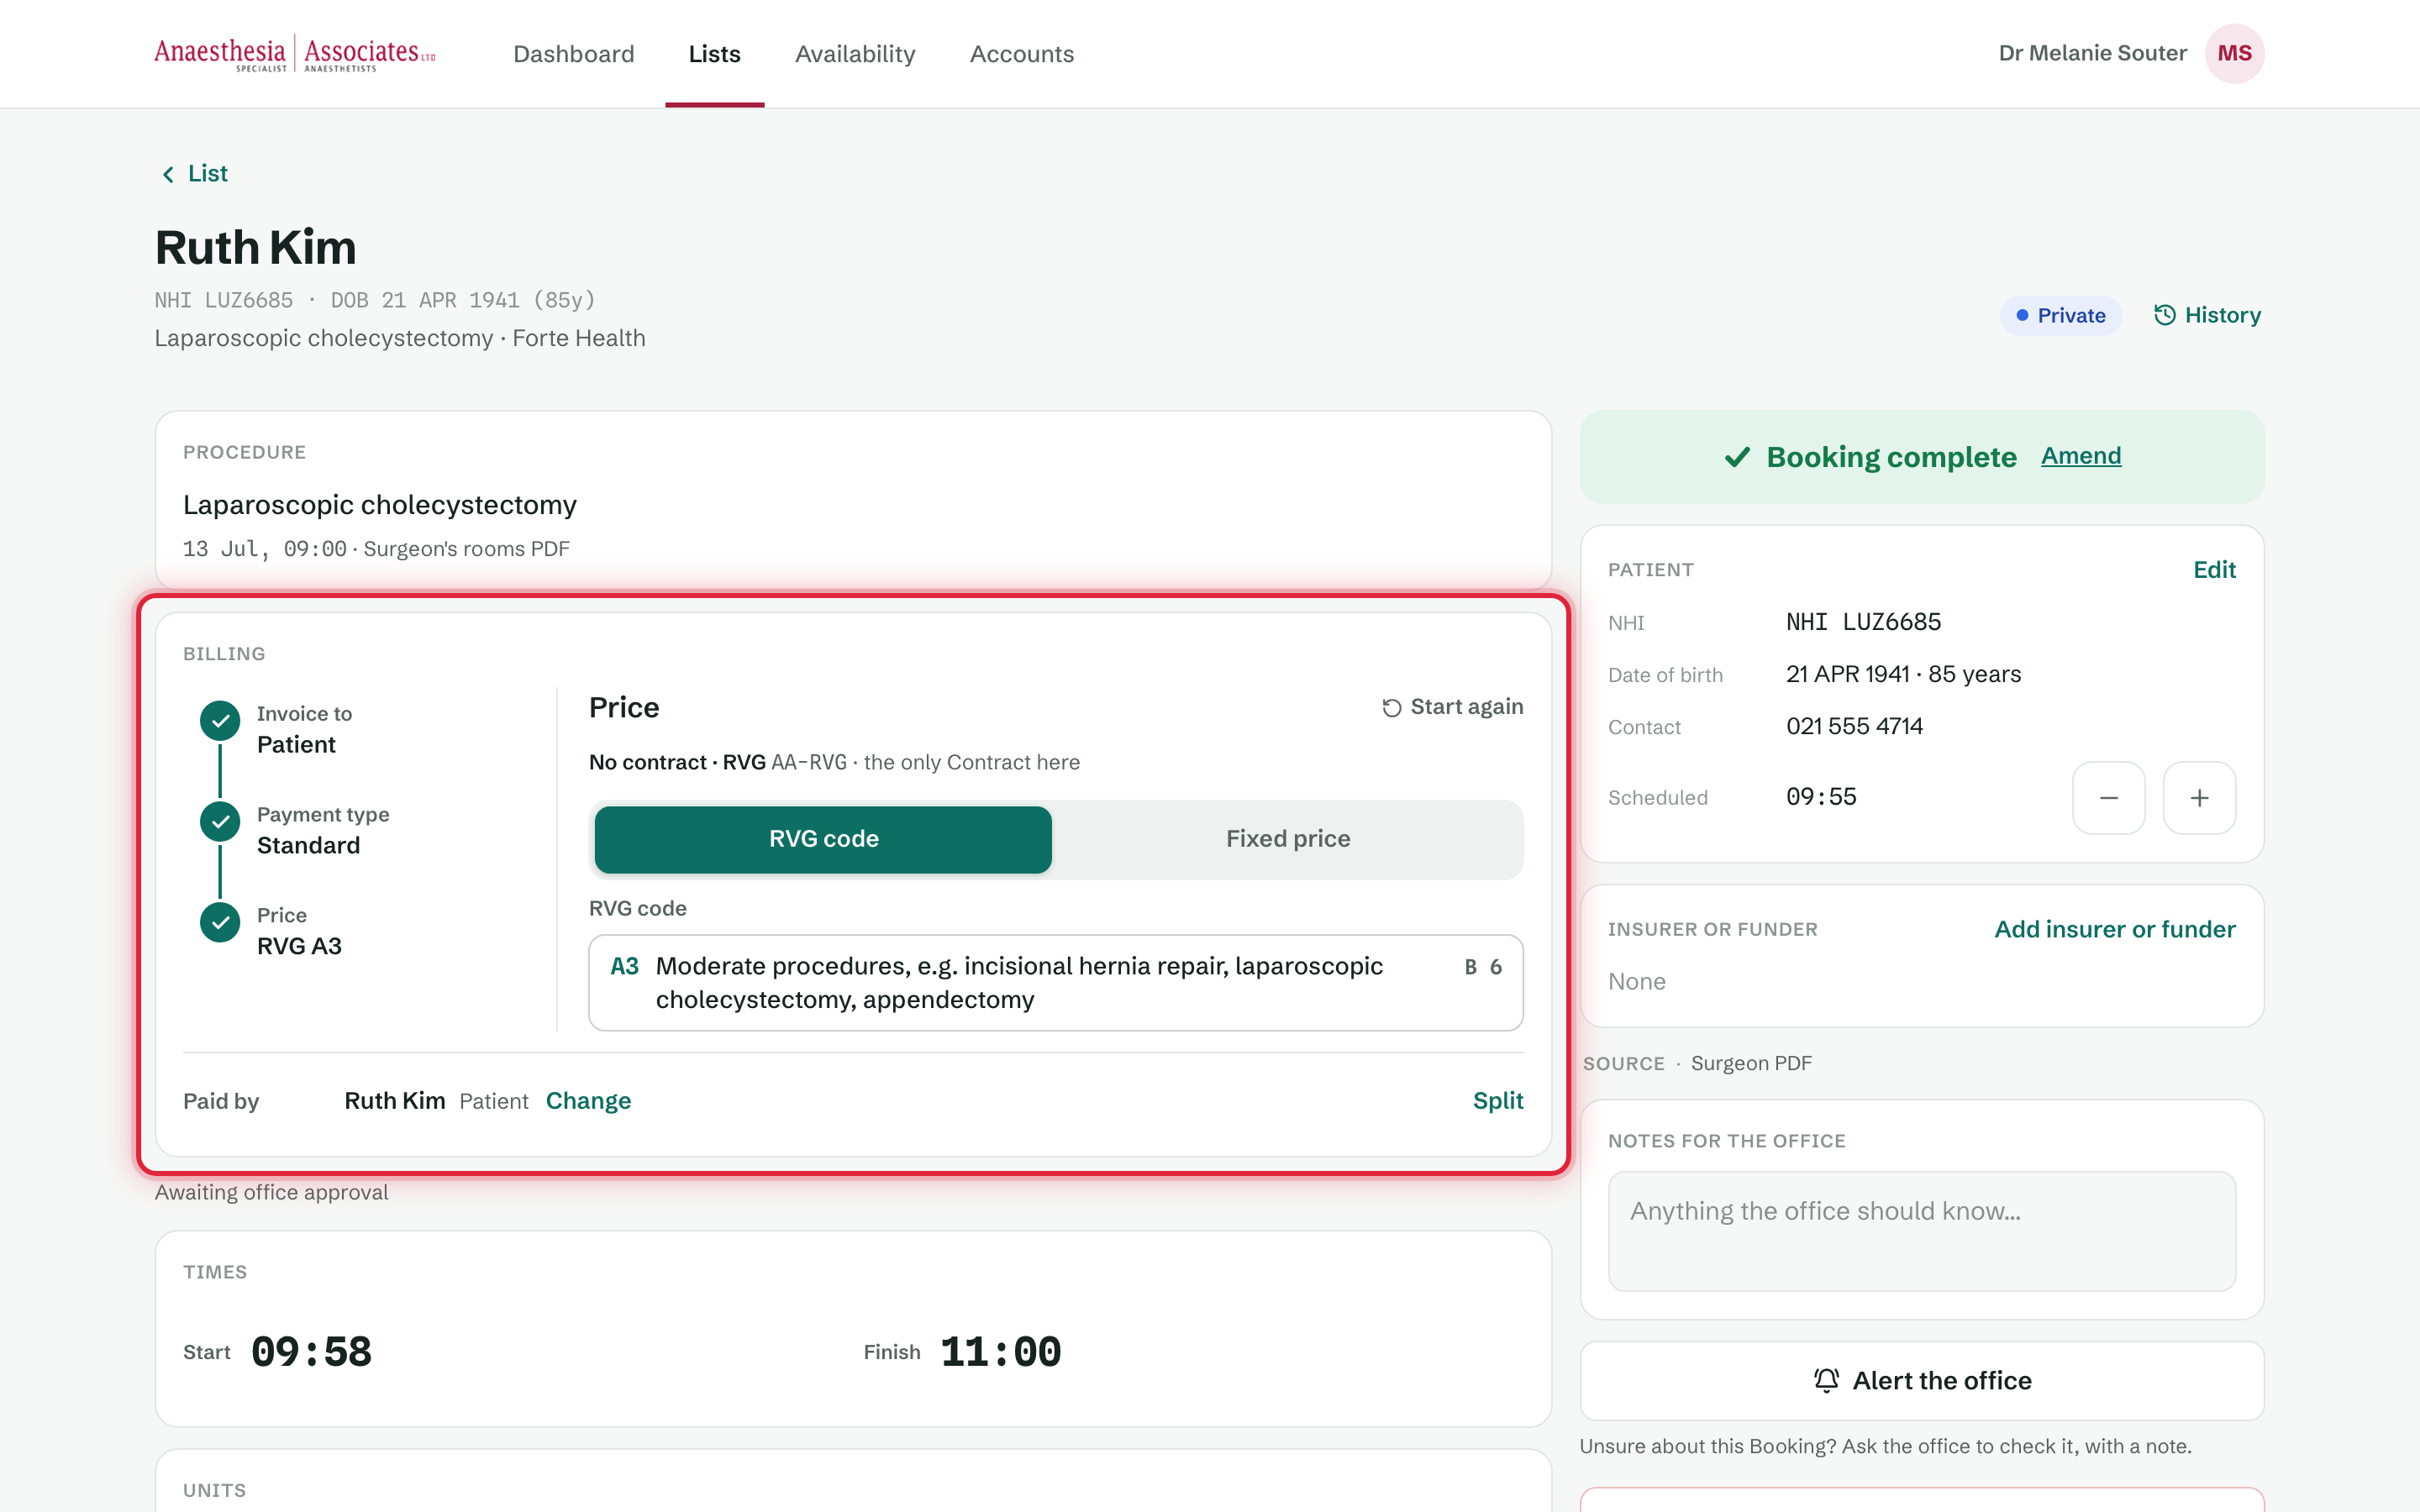 Anaesthesia | Associates LTD
SPECIALIST ANAESTHETISTS
Dashboard
Lists
Availability
Accounts
Dr Melanie Souter
MS
List
Ruth Kim
NHI LUZ6685 · DOB 21 APR 1941 (85y)
Laparoscopic cholecystectomy · Forte Health
Private
History
PROCEDURE
Laparoscopic cholecystectomy
13 Jul, 09:00 · Surgeon's rooms PDF
BILLING
Invoice to
Patient
Payment type
Standard
Price
RVG A3
Price
Start again
No contract · RVG AA-RVG · the only Contract here
RVG code
Fixed price
RVG code
A3 Moderate procedures, e.g. incisional hernia repair, laparoscopic
cholecystectomy, appendectomy
B 6
Paid by
Ruth Kim Patient Change
Split
Awaiting office approval
TIMES
Start 09:58
Finish 11:00
UNITS
Booking complete Amend
PATIENT
Edit
NHI
NHI LUZ6685
Date of birth
21 APR 1941 · 85 years
Contact
021 555 4714
Scheduled
09:55
− +
INSURER OR FUNDER
Add insurer or funder
None
SOURCE · Surgeon PDF
NOTES FOR THE OFFICE
Anything the office should know...
Alert the office
Unsure about this Booking? Ask the office to check it, with a note.